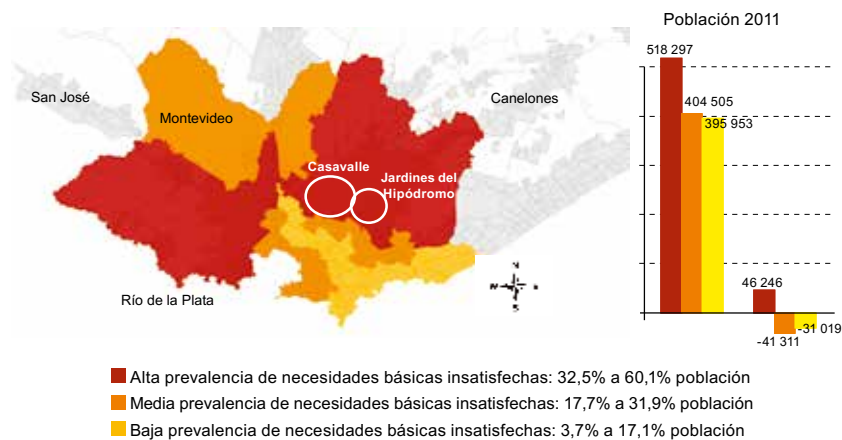 Población 2011
518 297
404 505
395 953
San José
Canelones
Montevideo
Casavalle
Jardines del
Hipódromo
46 246
-31 019
-41 311
Río de la Plata
N
S
Alta prevalencia de necesidades básicas insatisfechas: 32,5% a 60,1% población
Media prevalencia de necesidades básicas insatisfechas: 17,7% a 31,9% población
Baja prevalencia de necesidades básicas insatisfechas: 3,7% a 17,1% población